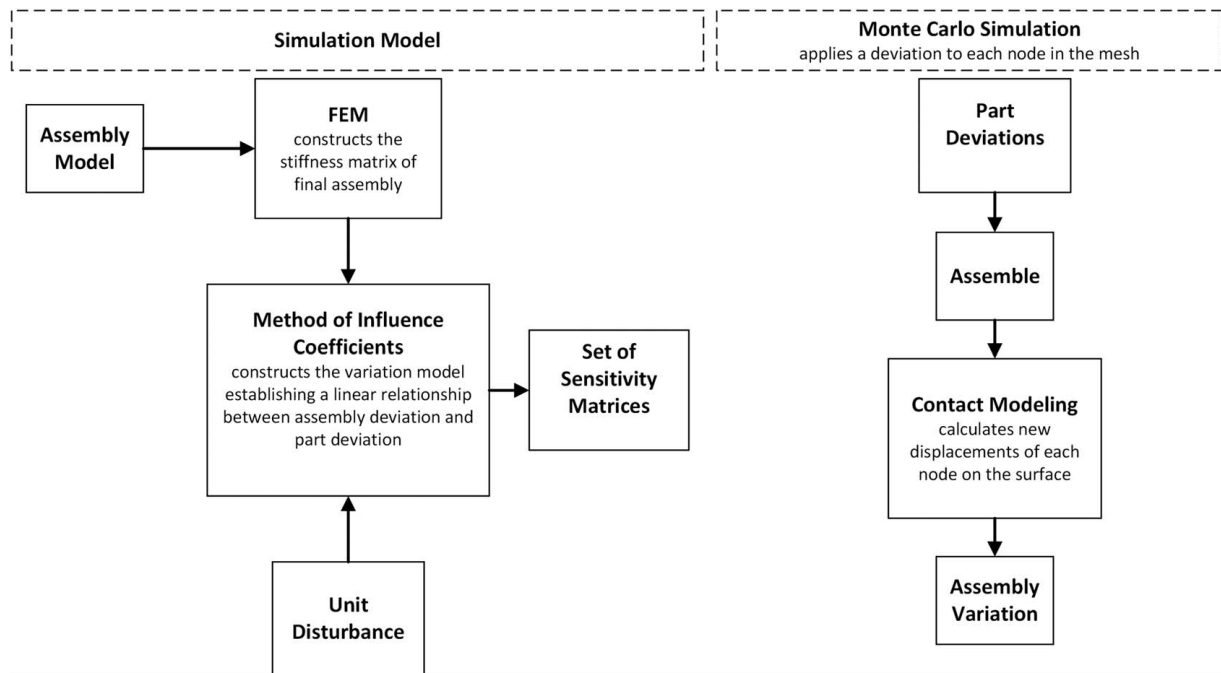 Simulation Model
Monte Carlo Simulation
applies a deviation to each node in the mesh
Assembly
Model
FEM
constructs the
stiffness matrix of
final assembly
Method of Influence
Coefficients
constructs the variation model
establishing a linear relationship
between assembly deviation and
part deviation
Set of
Sensitivity
Matrices
Unit
Disturbance
Part
Deviations
Assemble
Contact Modeling
calculates new
displacements of each
node on the surface
Assembly
Variation